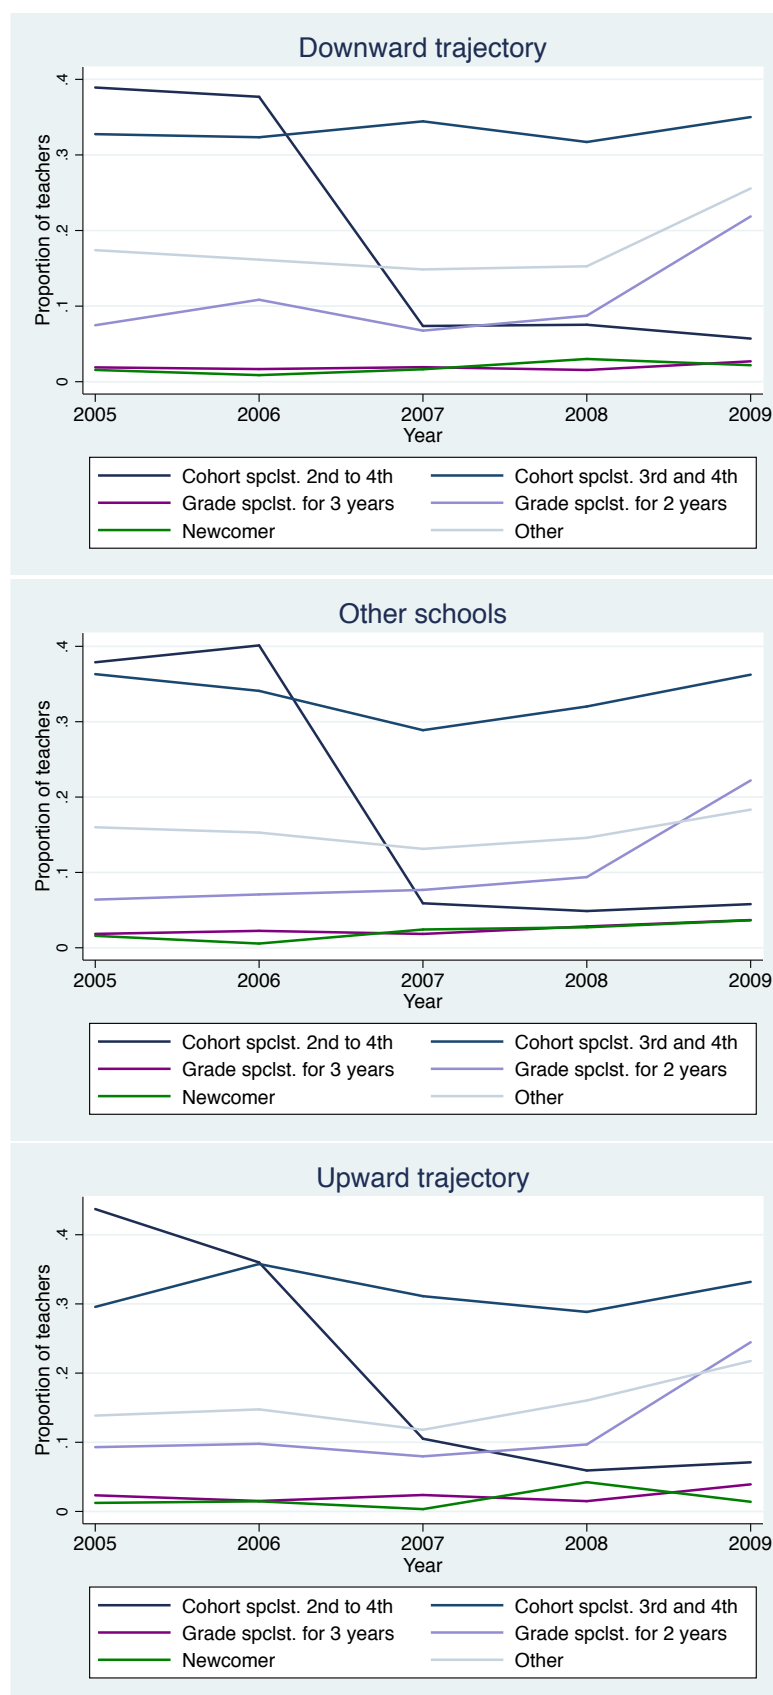 Downward trajectory
.4
.3
.2
.1
0
Proportion of teachers
2005 2006 2007 2008 2009
Year
Cohort spclst. 2nd to 4th Cohort spclst. 3rd and 4th
Grade spclst. for 3 years Grade spclst. for 2 years
Newcomer Other
Other schools
.4
.3
.2
.1
0
Proportion of teachers
2005 2006 2007 2008 2009
Year
Cohort spclst. 2nd to 4th Cohort spclst. 3rd and 4th
Grade spclst. for 3 years Grade spclst. for 2 years
Newcomer Other
Upward trajectory
.4
.3
.2
.1
0
Proportion of teachers
2005 2006 2007 2008 2009
Year
Cohort spclst. 2nd to 4th Cohort spclst. 3rd and 4th
Grade spclst. for 3 years Grade spclst. for 2 years
Newcomer Other